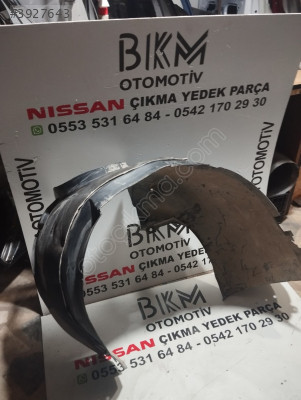 #3927643
BKM
OTOMOTİV
NISSAN ÇIKMA YEDEK PARÇA
0553 531 64 84 - 0542 170 29 30
OTOMOTİV
BKM
OTOMOTİV
NISSAN ÇIKMA YEDEK PARÇA
0553 531 64 84 - 0542 170 29 30
BKM
OTOMOTİV
NISSAN ÇIKMA YEDEK PARÇA
0553 531 64 84 - 0542 170 29 30